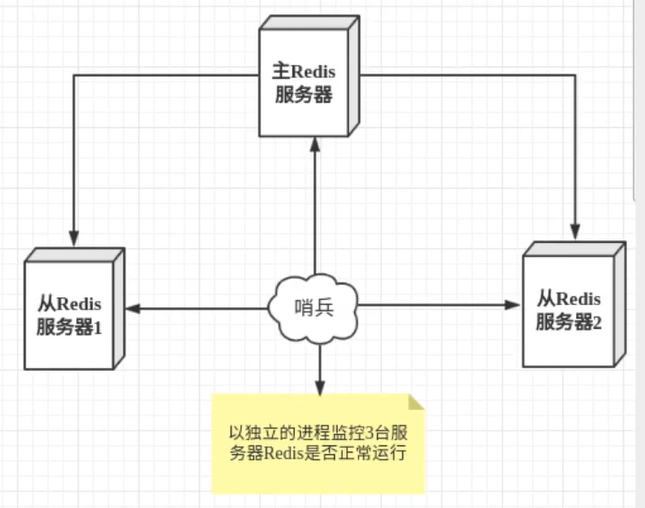 主Redis
服务器
从Redis
服务器1
哨兵
从Redis
服务器2
以独立的进程监控3台服
务器Redis是否正常运行